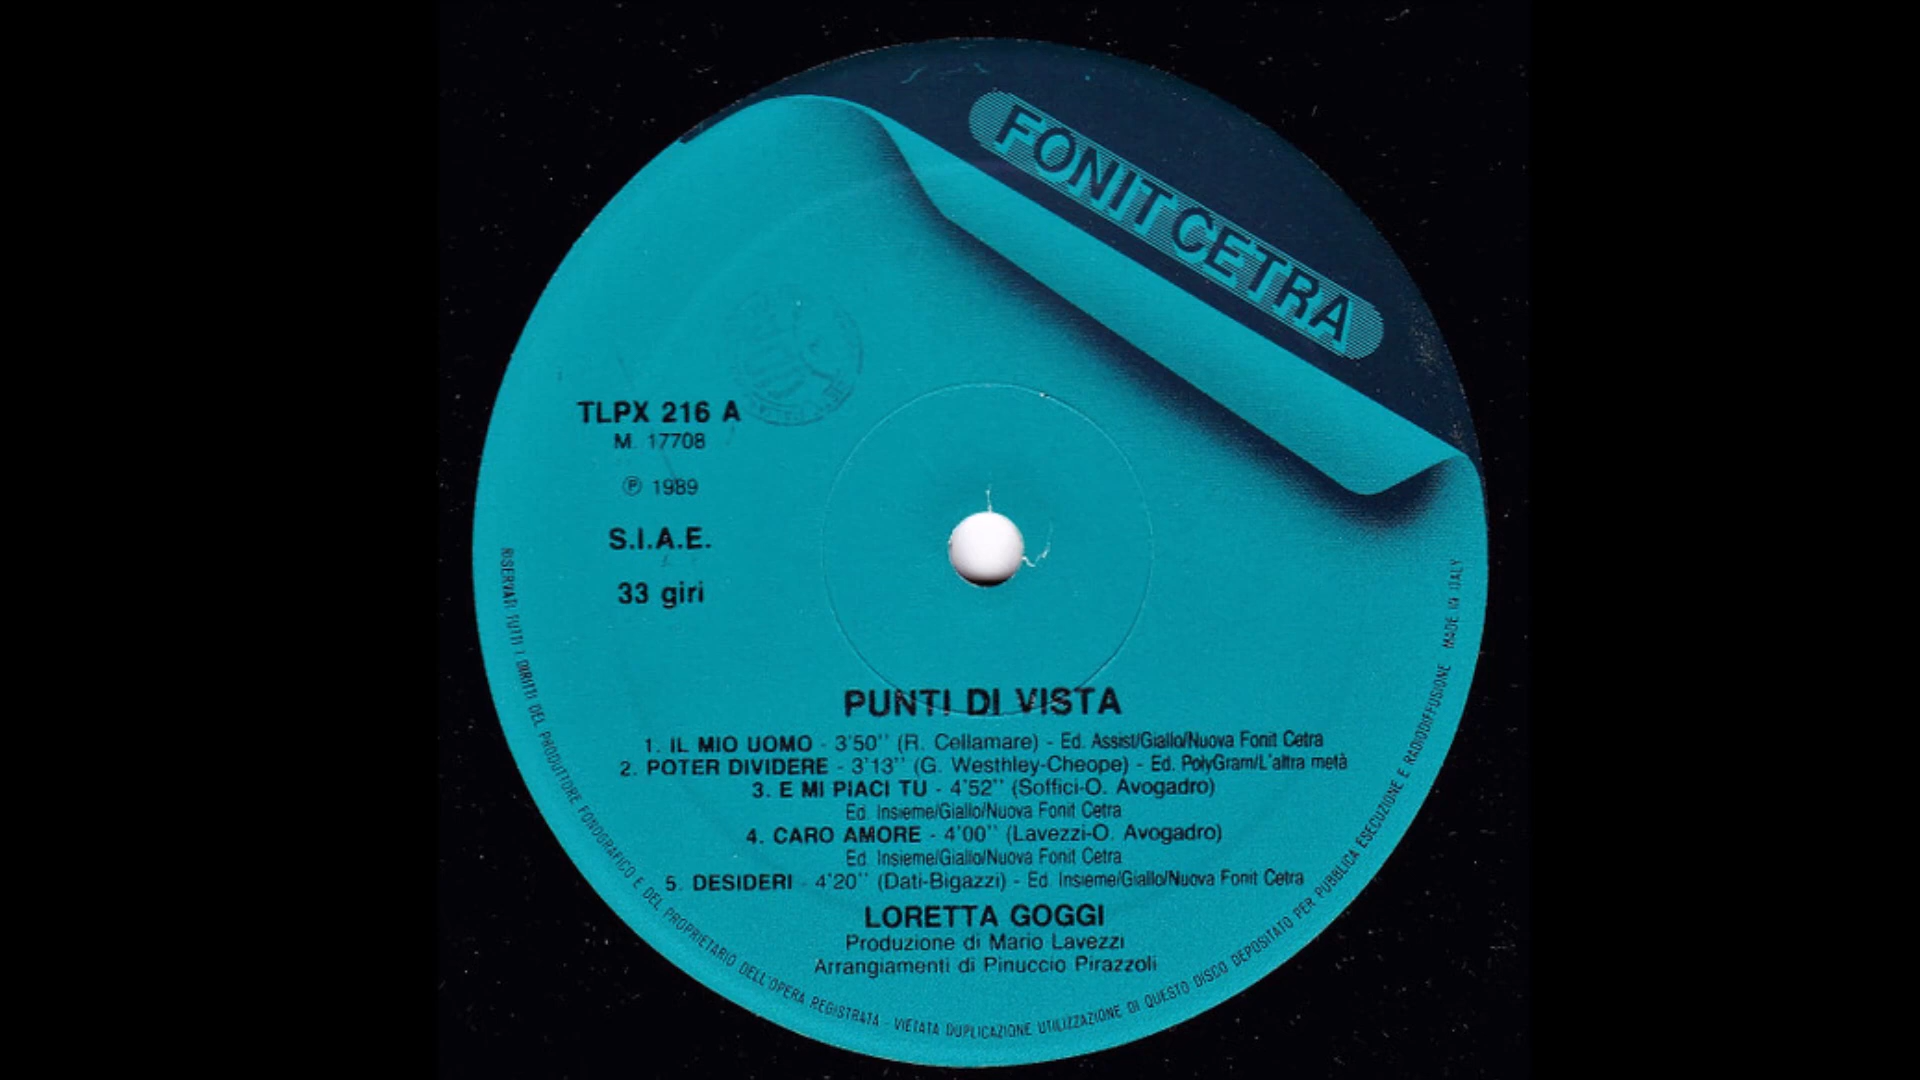 FONIT CETRA
TLPX 216 A
M. 17708
Ⓟ 1989
S.I.A.E.
33 giri
PUNTI DI VISTA
1. IL MIO UOMO - 3'50'' (R. Cellamare) - Ed. Assist/Giallo/Nuova Fonit Cetra
2. POTER DIVIDERE - 3'13'' (G. Westhley-Cheope) - Ed. PolyGram/L'altra metà
3. E MI PIACI TU - 4'52'' (Soffici-O. Avogadro)
Ed. Insieme/Giallo/Nuova Fonit Cetra
4. CARO AMORE - 4'00'' (Lavezzi-O. Avogadro)
Ed. Insieme/Giallo/Nuova Fonit Cetra
5. DESIDERI - 4'20'' (Dati-Bigazzi) - Ed. Insieme/Giallo/Nuova Fonit Cetra
LORETTA GOGGI
Produzione di Mario Lavezzi
Arrangiamenti di Pinuccio Pirazzoli
RISERVATI TUTTI I DIRITTI DEL PRODUTTORE FONOGRAFICO E DEL PROPRIETARIO DELL'OPERA REGISTRATA - VIETATA DUPLICAZIONE UTILIZZAZIONE DI QUESTO DISCO DEPOSITATO PER PUBBLICA ESECUZIONE E RADIODIFFUSIONE MADE IN ITALY